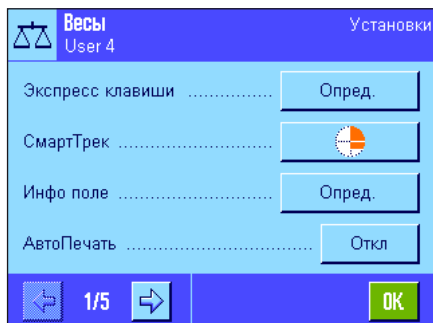 Весы
Установки
User 4
Экспресс клавиши ............... Опред.
СмартТрек ...........................
Инфо поле ........................... Опред.
АвтоПечать ................................. Откл
1/5
OK